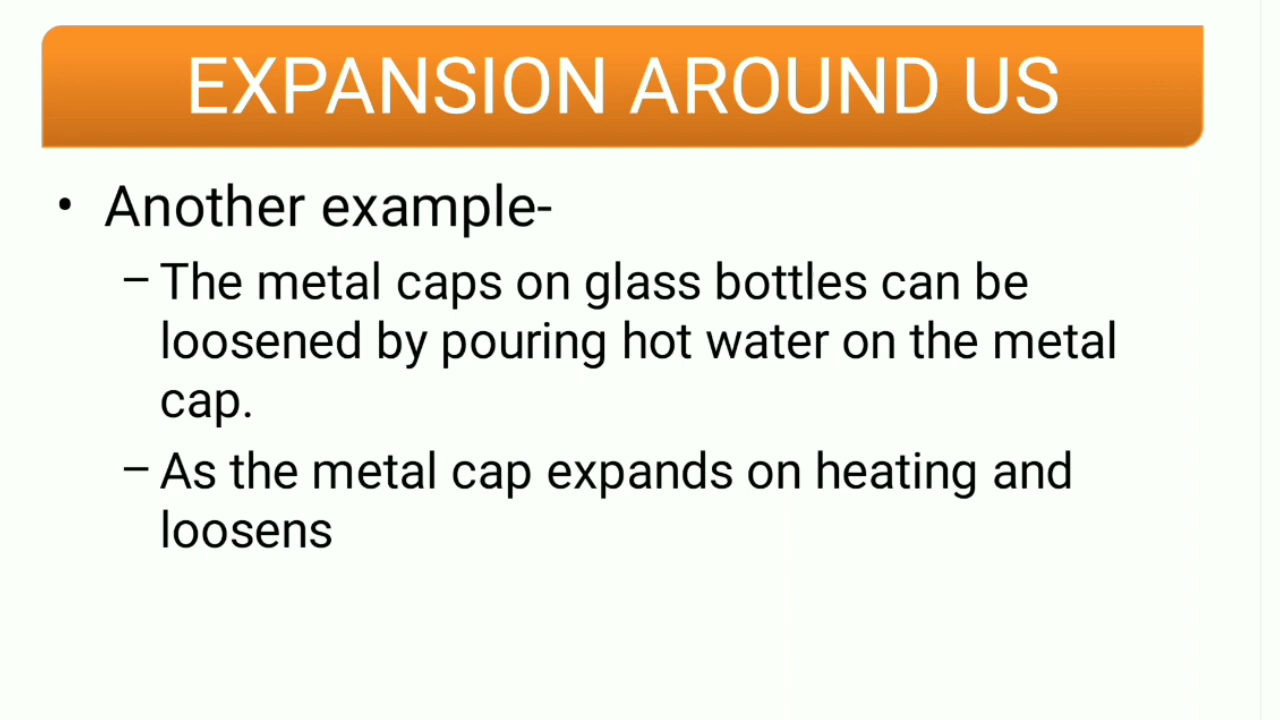 EXPANSION AROUND US
• Another example-
– The metal caps on glass bottles can be
loosened by pouring hot water on the metal
cap.
– As the metal cap expands on heating and
loosens